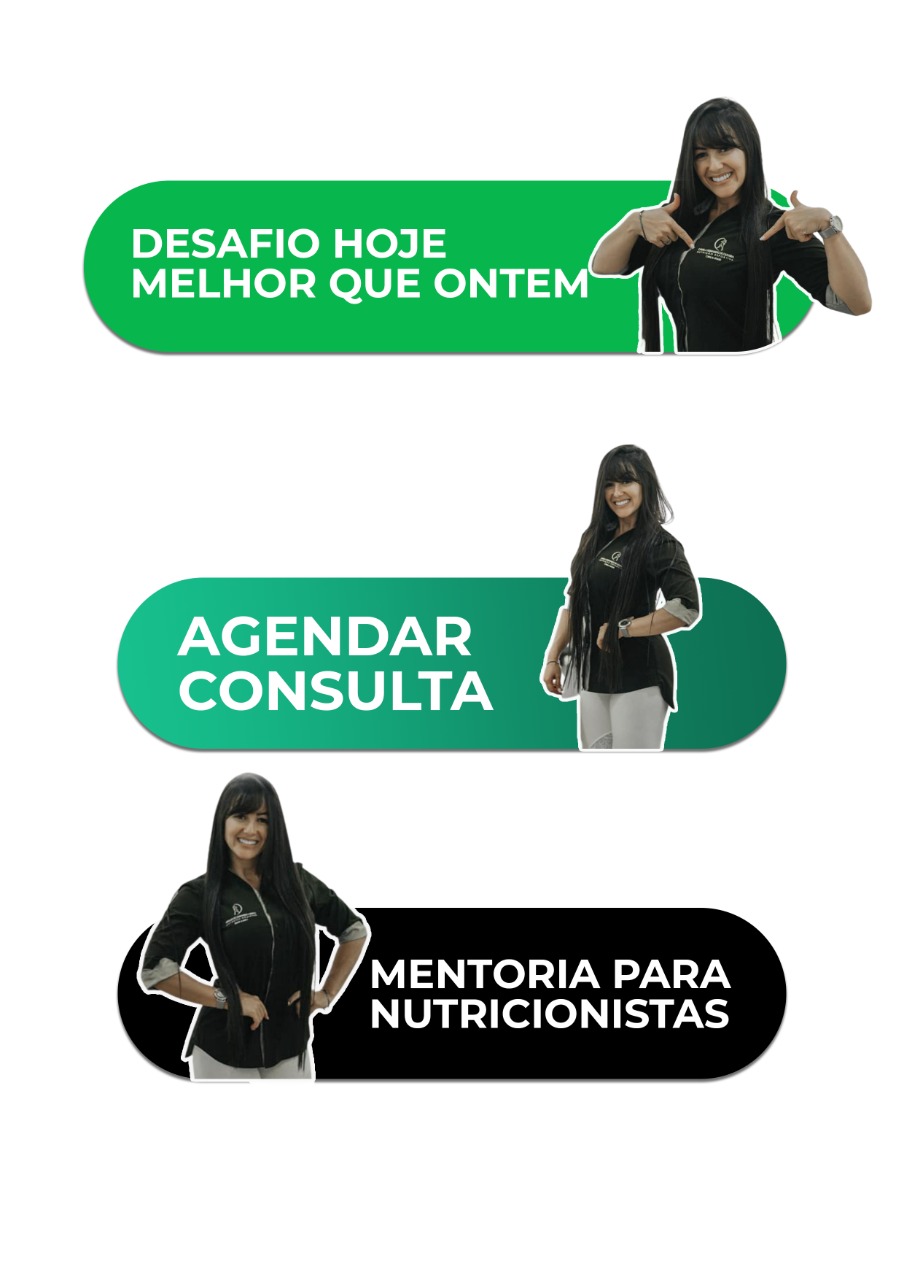 DESAFIO HOJE
MELHOR QUE ONTEM
AGENDAR
CONSULTA
MENTORIA PARA
NUTRICIONISTAS